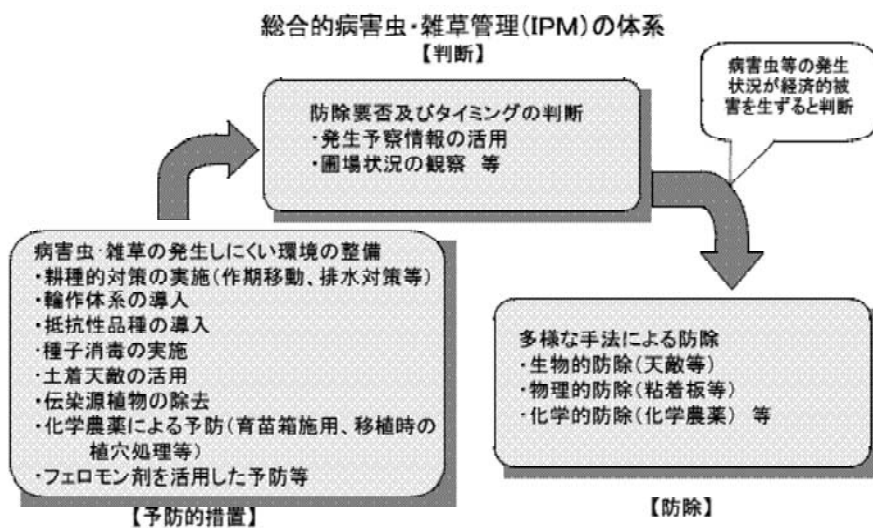 総合的病害虫・雑草管理(IPM)の体系
【判断】
防除要否及びタイミングの判断
・発生予察情報の活用
・圃場状況の観察 等
病害虫等の発生
状況が経済的被
害を生ずると判断
病害虫・雑草の発生しにくい環境の整備
・耕種的対策の実施(作期移動、排水対策等)
・輪作体系の導入
・抵抗性品種の導入
・種子消毒の実施
・土着天敵の活用
・伝染源植物の除去
・化学農薬による予防(育苗箱施用、移植時の
植穴処理等)
・フェロモン剤を活用した予防等
【予防的措置】
多様な手法による防除
・生物的防除(天敵等)
・物理的防除(粘着板等)
・化学的防除(化学農薬) 等
【防除】